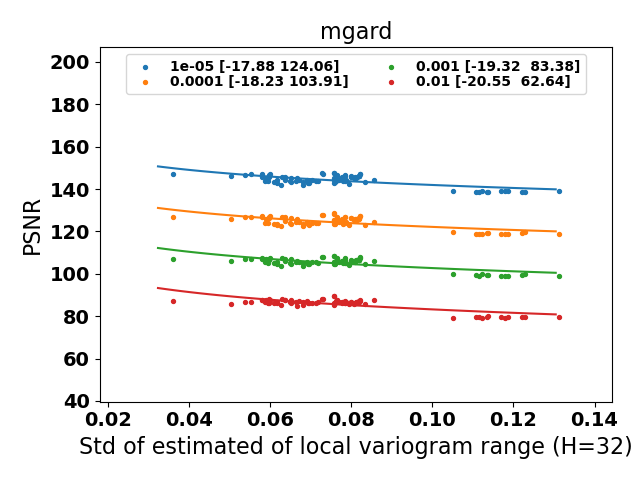 mgard
1e-05 [-17.88 124.06]
0.0001 [-18.23 103.91]
0.001 [-19.32  83.38]
0.01 [-20.55  62.64]
PSNR
200
180
160
140
120
100
80
60
40
0.02 0.04 0.06 0.08 0.10 0.12 0.14
Std of estimated of local variogram range (H=32)